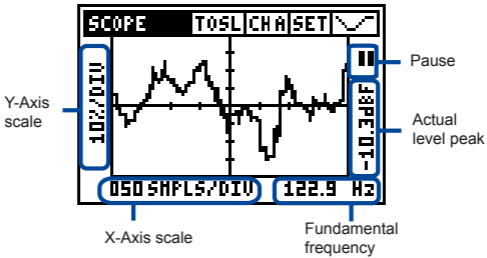 SCOPE TOSL CHA SET
Pause
Y-Axis
scale
10%/DIV
-10.3dBF
Actual
level peak
050 SMPLS/DIV 122.9 Hz
X-Axis scale
Fundamental
frequency